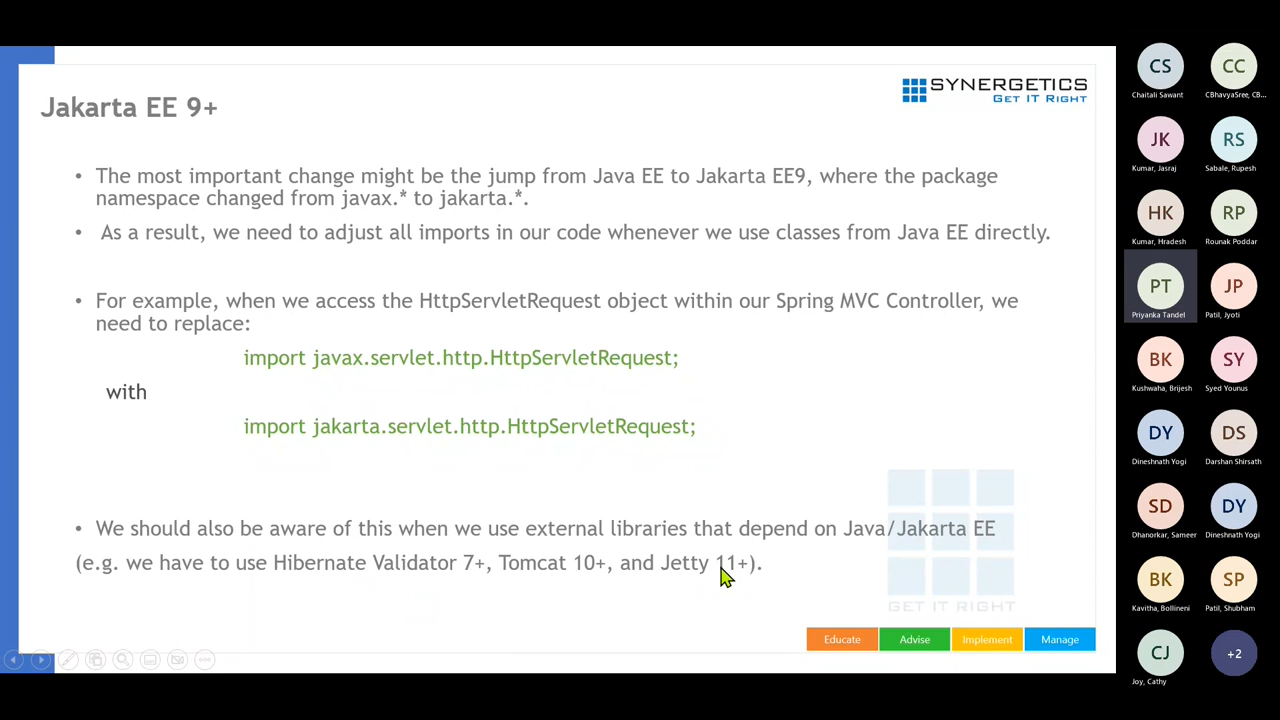 Jakarta EE 9+
SYNERGETICS
GET IT RIGHT
• The most important change might be the jump from Java EE to Jakarta EE9, where the package
namespace changed from javax.* to jakarta.*.
• As a result, we need to adjust all imports in our code whenever we use classes from Java EE directly.
• For example, when we access the HttpServletRequest object within our Spring MVC Controller, we
need to replace:
import javax.servlet.http.HttpServletRequest;
with
import jakarta.servlet.http.HttpServletRequest;
• We should also be aware of this when we use external libraries that depend on Java/Jakarta EE
(e.g. we have to use Hibernate Validator 7+, Tomcat 10+, and Jetty 11+).
GET IT RIGHT
Educate Advise Implement Manage
CS CC
Chaitali Sawant CBhavyaSree, CB...
JK RS
Kumar, Jasraj Sabale, Rupesh
HK RP
Kumar, Hradesh Rounak Poddar
PT JP
Priyanka Tandel Patil, Jyoti
BK SY
Kushwaha, Brijesh Syed Younus
DY DS
Dineshnath Yogi Darshan Shirsath
SD DY
Dhanorkar, Sameer Dineshnath Yogi
BK SP
Kavitha, Bollineni Patil, Shubham
CJ +2
Joy, Cathy